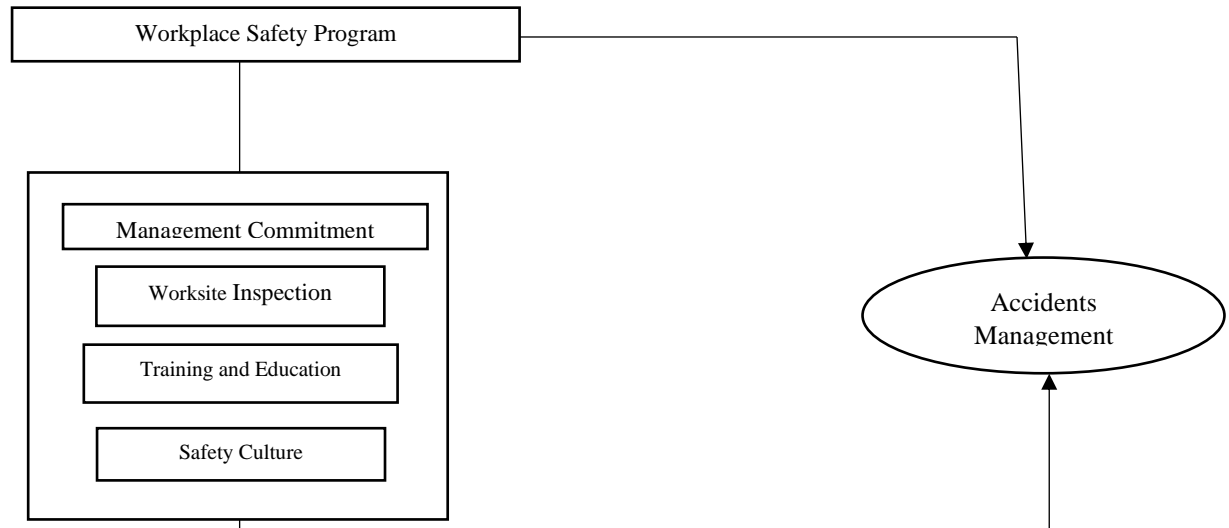 Workplace Safety Program
Management Commitment
Worksite Inspection
Training and Education
Safety Culture
Accidents
Management